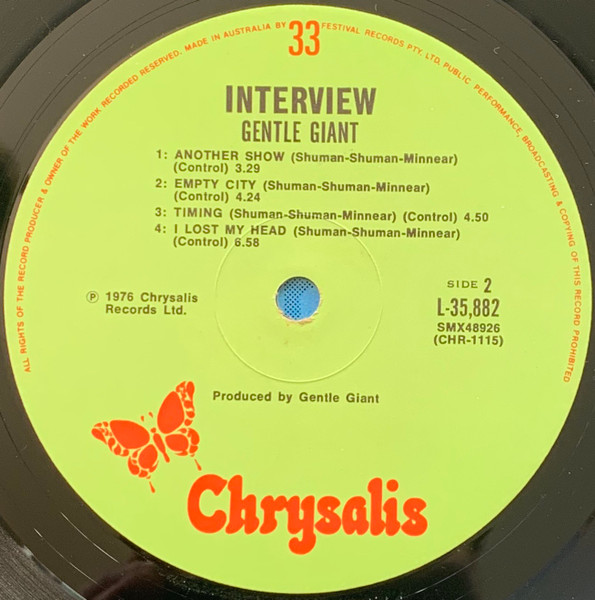 ALL RIGHTS OF THE RECORD PRODUCER & OWNER OF THE WORK RECORDED RESERVED. MADE IN AUSTRALIA BY FESTIVAL RECORDS PTY. LTD. PUBLIC PERFORMANCE, BROADCASTING & COPYING OF THIS RECORD PROHIBITED
33
INTERVIEW
GENTLE GIANT
1: ANOTHER SHOW (Shuman-Shuman-Minnear)
(Control) 3.29
2: EMPTY CITY (Shuman-Shuman-Minnear)
(Control) 4.24
3: TIMING (Shuman-Shuman-Minnear) (Control) 4.50
4: I LOST MY HEAD (Shuman-Shuman-Minnear)
(Control) 6.58
℗ 1976 Chrysalis
Records Ltd.
SIDE 2
L-35,882
SMX48926
(CHR-1115)
Produced by Gentle Giant
Chrysalis